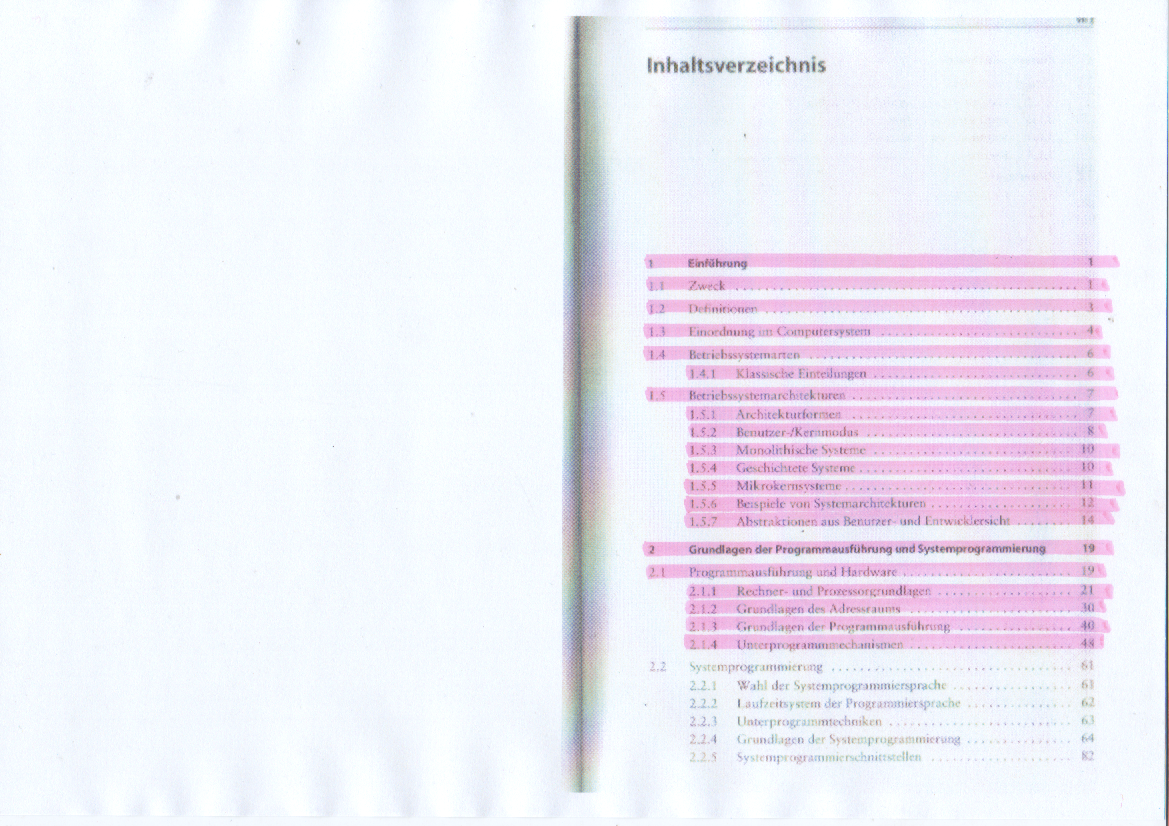 VII
Inhaltsverzeichnis
1 Einführung 1
1.1 Zweck . . . . . . . . . . 1
1.2 Definitionen . . . . . . . . . . 3
1.3 Einordnung im Computersystem . . . . . . . . . . 4
1.4 Betriebssystemarten . . . . . . . . . . 6
1.4.1 Klassische Einteilungen . . . . . . . . . . 6
1.5 Betriebssystemarchitekturen . . . . . . . . . . 7
1.5.1 Architekturformen . . . . . . . . . . 7
1.5.2 Benutzer-/Kernmodus . . . . . . . . . . 8
1.5.3 Monolithische Systeme . . . . . . . . . . 10
1.5.4 Geschichtete Systeme . . . . . . . . . . 10
1.5.5 Mikrokernsysteme . . . . . . . . . . 11
1.5.6 Beispiele von Systemarchitekturen . . . . . . . . . . 12
1.5.7 Abstraktionen aus Benutzer- und Entwicklersicht . . . . . . . 14
2 Grundlagen der Programmausführung und Systemprogrammierung 19
2.1 Programmausführung und Hardware . . . . . . . . . . 19
2.1.1 Rechner- und Prozessorgrundlagen . . . . . . . . . . 21
2.1.2 Grundlagen des Adressraums . . . . . . . . . . 30
2.1.3 Grundlagen der Programmausführung . . . . . . . . . . 40
2.1.4 Unterprogrammmechanismen . . . . . . . . . . 48
2.2 Systemprogrammierung . . . . . . . . . . 61
2.2.1 Wahl der Systemprogrammiersprache . . . . . . . . . . 61
2.2.2 Laufzeitsystem der Programmiersprache . . . . . . . . . . 62
2.2.3 Unterprogrammtechniken . . . . . . . . . . 63
2.2.4 Grundlagen der Systemprogrammierung . . . . . . . . . . 64
2.2.5 Systemprogrammierschnittstellen . . . . . . . . . . 82